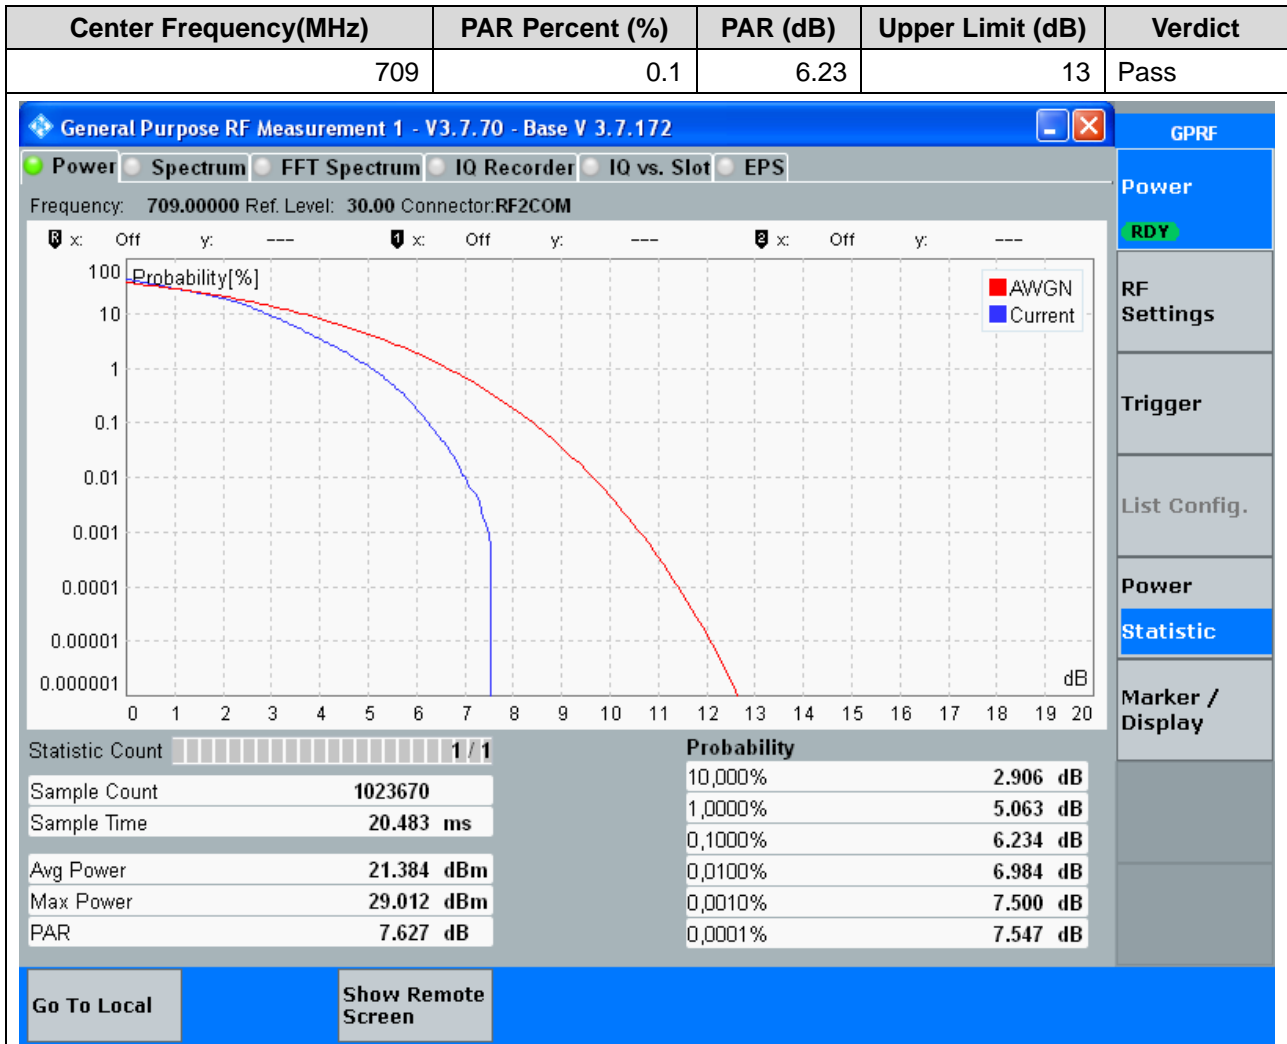 Center Frequency(MHz) PAR Percent (%) PAR (dB) Upper Limit (dB) Verdict
709 0.1 6.23 13 Pass
General Purpose RF Measurement 1 - V3.7.70 - Base V 3.7.172
GPRF
Power Spectrum FFT Spectrum IQ Recorder IQ vs. Slot EPS
Power
RDY
Frequency: 709.00000 Ref. Level: 30.00 Connector:RF2COM
R x: Off y: --- 1 x: Off y: --- 2 x: Off y: ---
Probability[%]
AWGN
Current
100
10
1
0.1
0.01
0.001
0.0001
0.00001
0.000001
dB
0 1 2 3 4 5 6 7 8 9 10 11 12 13 14 15 16 17 18 19 20
RF
Settings
Trigger
List Config.
Power
Statistic
Marker /
Display
Statistic Count 1 / 1
Sample Count 1023670
Sample Time 20.483 ms
Avg Power 21.384 dBm
Max Power 29.012 dBm
PAR 7.627 dB
Probability
10,000% 2.906 dB
1,0000% 5.063 dB
0,1000% 6.234 dB
0,0100% 6.984 dB
0,0010% 7.500 dB
0,0001% 7.547 dB
Go To Local
Show Remote
Screen